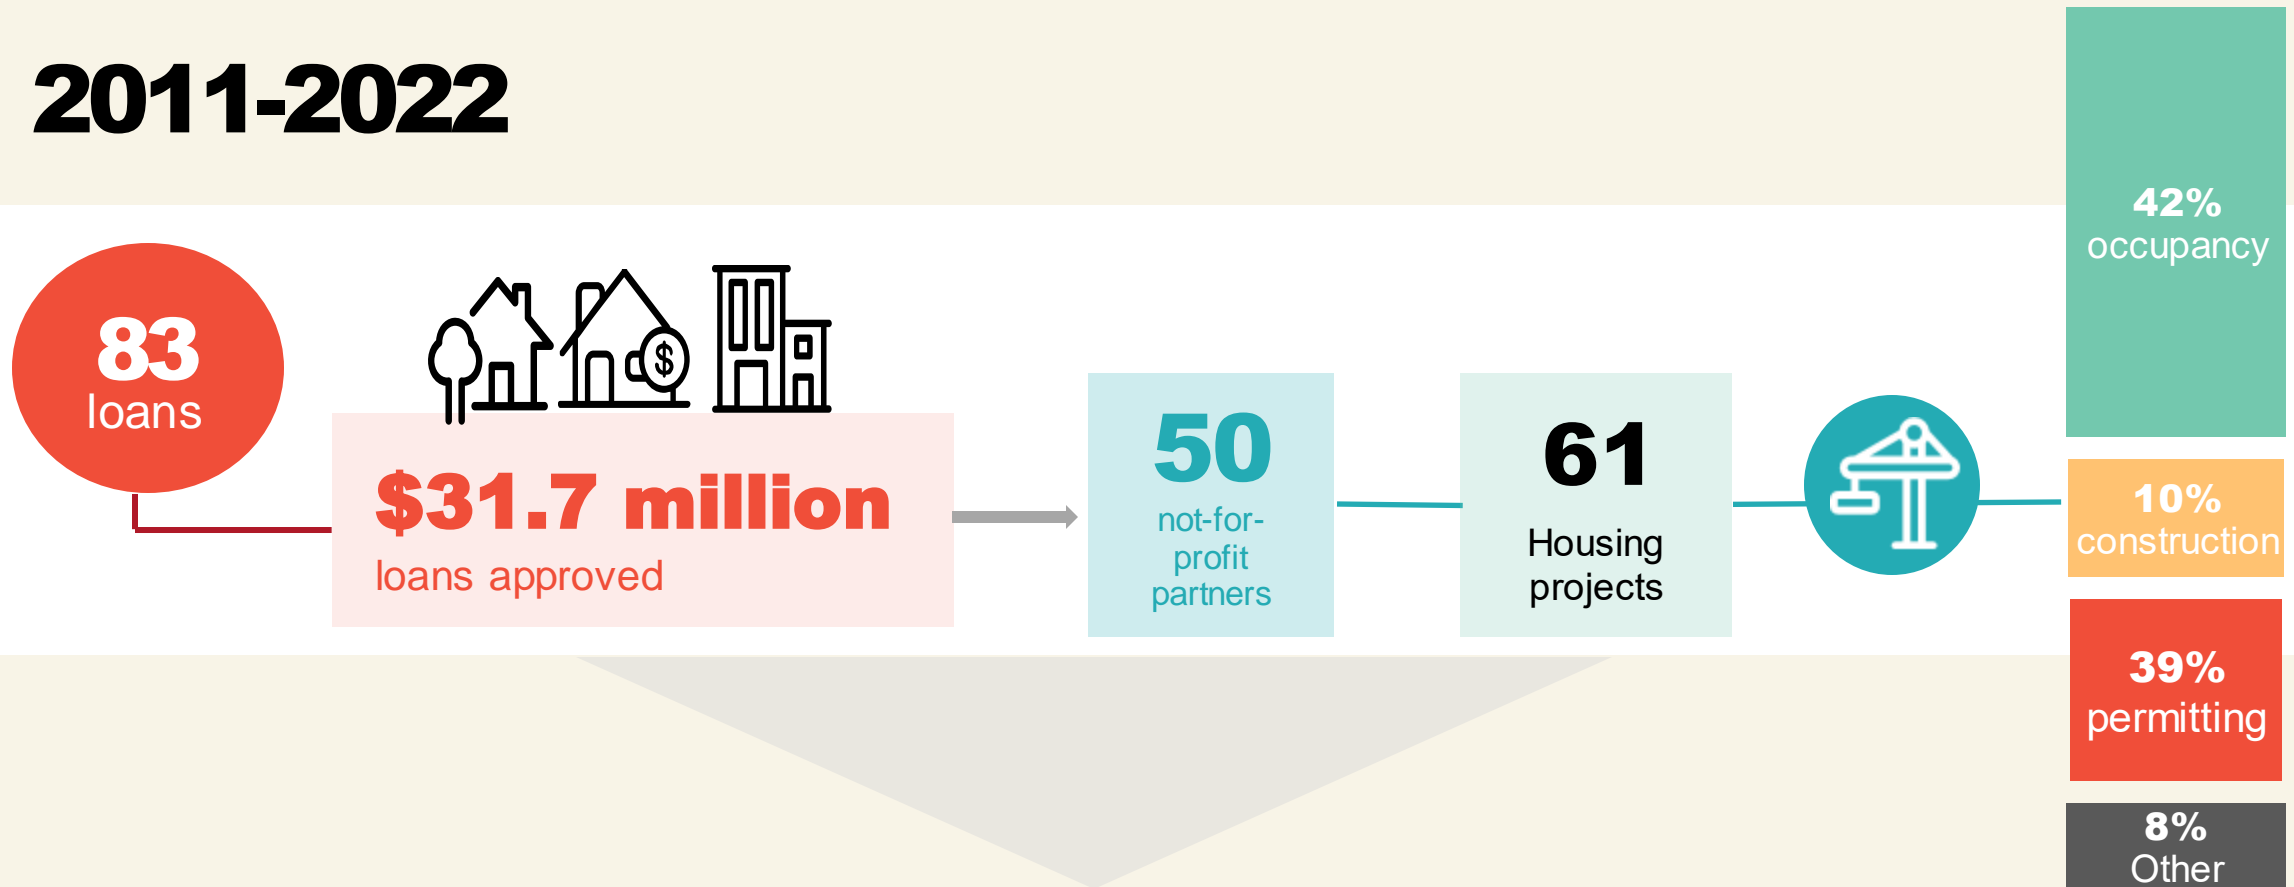 2011-2022
83
loans
$
$31.7 million
loans approved
50
not-for-
profit
partners
61
Housing
projects
42%
occupancy
10%
construction
39%
permitting
8%
Other